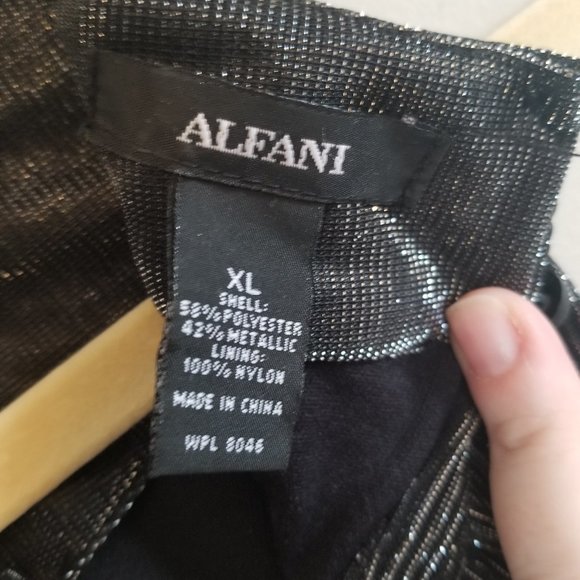 ALFANI
XL
SHELL:
58% POLYESTER
42% METALLIC
LINING:
100% NYLON
MADE IN CHINA
WPL 8046